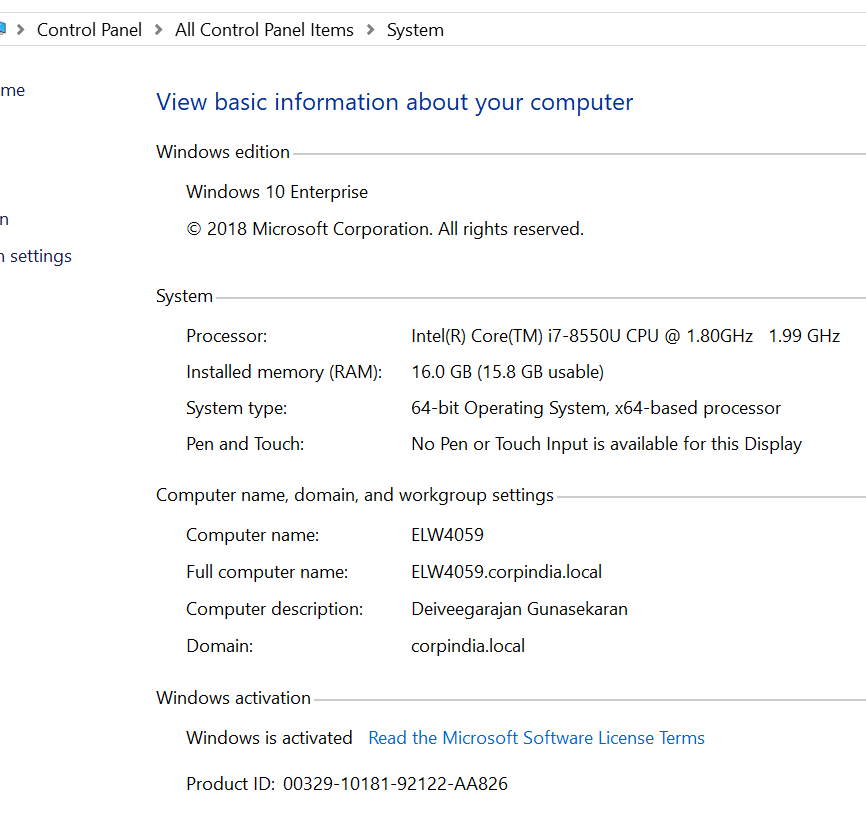 Control Panel > All Control Panel Items > System
me
View basic information about your computer
Windows edition
Windows 10 Enterprise
n
© 2018 Microsoft Corporation. All rights reserved.
n settings
System
Processor: Intel(R) Core(TM) i7-8550U CPU @ 1.80GHz 1.99 GHz
Installed memory (RAM): 16.0 GB (15.8 GB usable)
System type: 64-bit Operating System, x64-based processor
Pen and Touch: No Pen or Touch Input is available for this Display
Computer name, domain, and workgroup settings
Computer name: ELW4059
Full computer name: ELW4059.corpindia.local
Computer description: Deiveegarajan Gunasekaran
Domain: corpindia.local
Windows activation
Windows is activated Read the Microsoft Software License Terms
Product ID: 00329-10181-92122-AA826